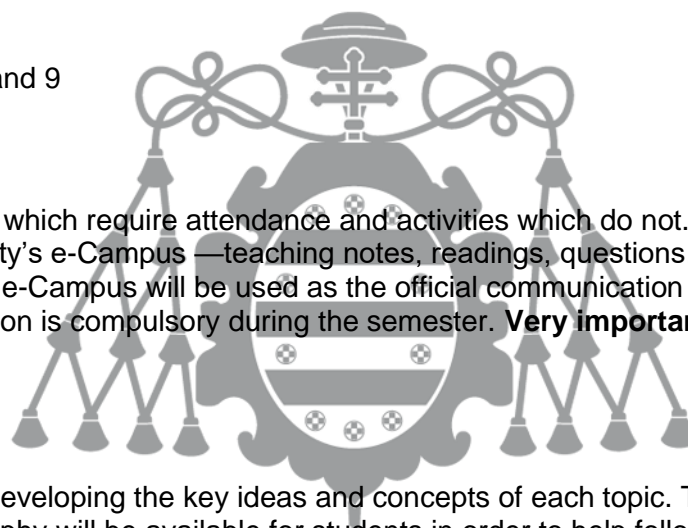 and 9
which require attendance and activities which do not.
ty's e-Campus —teaching notes, readings, questions
e-Campus will be used as the official communication
on is compulsory during the semester. Very importan
eveloping the key ideas and concepts of each topic. T
phy will be available for students in order to help follo